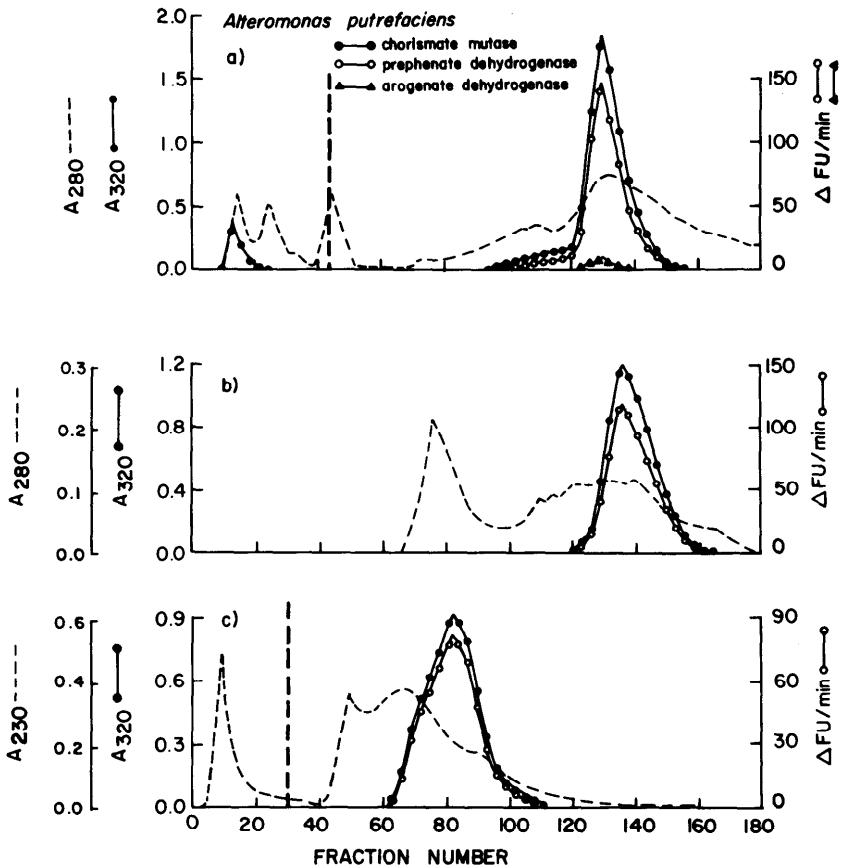 Alteromonas putrefaciens
chorismate mutase
prephenate dehydrogenase
arogenate dehydrogenase
a)
2.0
1.5
1.0
0.5
0.0
A280
A320
150
100
50
0
Δ FU/min
b)
0.3
0.2
0.1
0.0
1.2
0.8
0.4
0.0
A280
A320
150
100
50
0
ΔFU/min
c)
0.6
0.4
0.2
0.0
0.9
0.6
0.3
0.0
A230
A320
90
60
30
0
ΔFU/min
0 20 40 60 80 100 120 140 160 180
FRACTION NUMBER